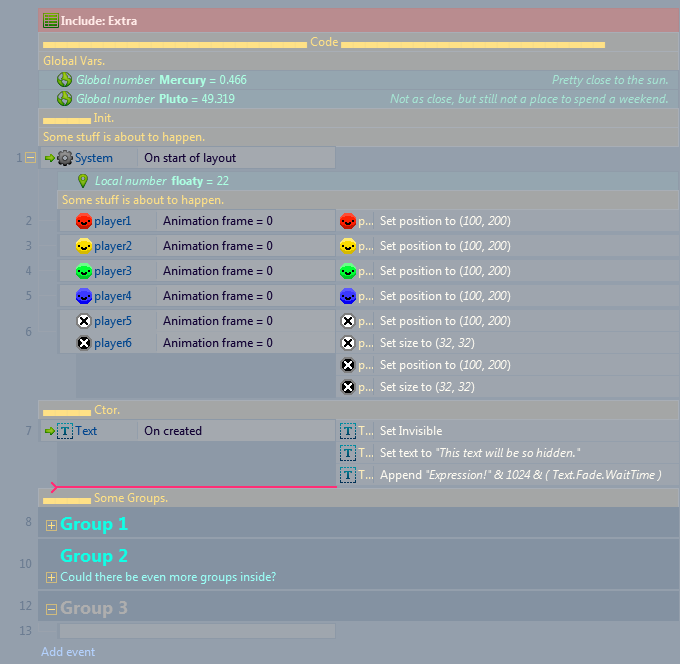 Include: Extra
Code
Global Vars.
Global number Mercury = 0.466 Pretty close to the sun.
Global number Pluto = 49.319 Not as close, but still not a place to spend a weekend.
Init.
Some stuff is about to happen.
1 System On start of layout
Local number floaty = 22
Some stuff is about to happen.
2 player1 Animation frame = 0 p... Set position to (100, 200)
3 player2 Animation frame = 0 p... Set position to (100, 200)
4 player3 Animation frame = 0 p... Set position to (100, 200)
5 player4 Animation frame = 0 p... Set position to (100, 200)
6 player5 Animation frame = 0 p... Set position to (100, 200)
player6 Animation frame = 0 p... Set size to (32, 32)
p... Set position to (100, 200)
p... Set size to (32, 32)
Ctor.
7 T Text On created T T... Set Invisible
T T... Set text to "This text will be so hidden."
T T... Append "Expression!" & 1024 & ( Text.Fade.WaitTime )
Some Groups.
8 Group 1
10 Group 2
Could there be even more groups inside?
12 Group 3
13
Add event